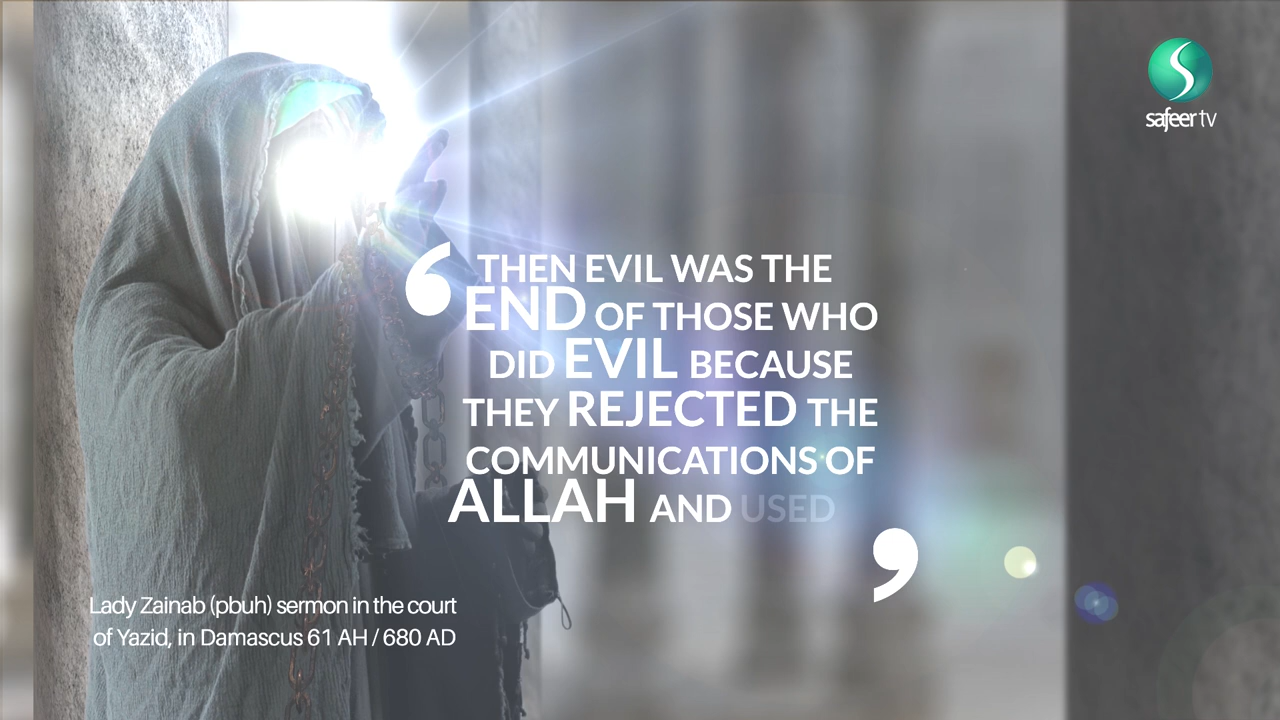 safeer tv
‘ THEN EVIL WAS THE
END OF THOSE WHO
DID EVIL BECAUSE
THEY REJECTED THE
COMMUNICATIONS OF
ALLAH AND USED ’
Lady Zainab (pbuh) sermon in the court
of Yazid, in Damascus 61 AH / 680 AD